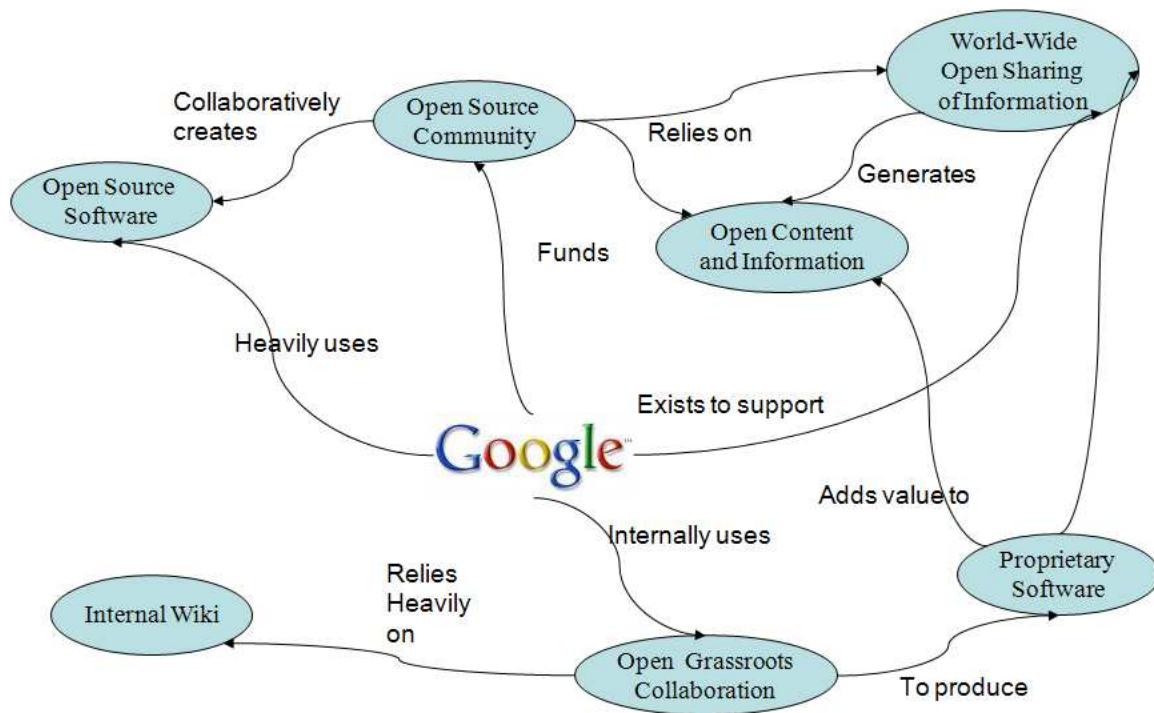 World-Wide
Open Sharing
of Information
Collaboratively
creates
Open Source
Community
Relies on
Generates
Open Source
Software
Open Content
and Information
Funds
Heavily uses
Exists to support
Google™
Adds value to
Internally uses
Proprietary
Software
Relies
Heavily
on
Internal Wiki
Open Grassroots
Collaboration
To produce